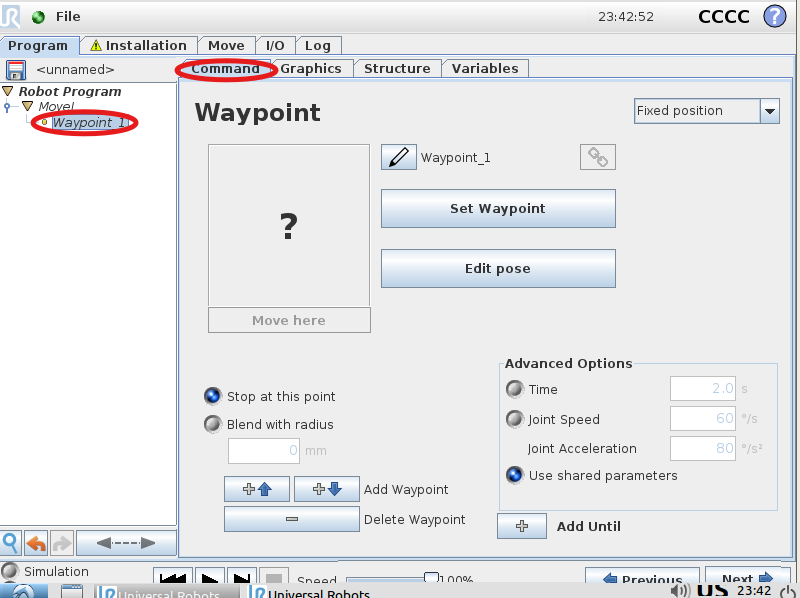 File 23:42:52 CCCC ?
Program Installation Move I/O Log
<unnamed> Command Graphics Structure Variables
Robot Program
MoveJ
Waypoint_1
Waypoint
Fixed position
?
Waypoint_1
Set Waypoint
Edit pose
Move here
Stop at this point
Blend with radius
0 mm
Add Waypoint
Delete Waypoint
Advanced Options
Time 2.0 s
Joint Speed 60 °/s
Joint Acceleration 80 °/s²
Use shared parameters
Add Until
Simulation
Speed 100% Previous Next
Universal Robots Universal Robots US 23:42